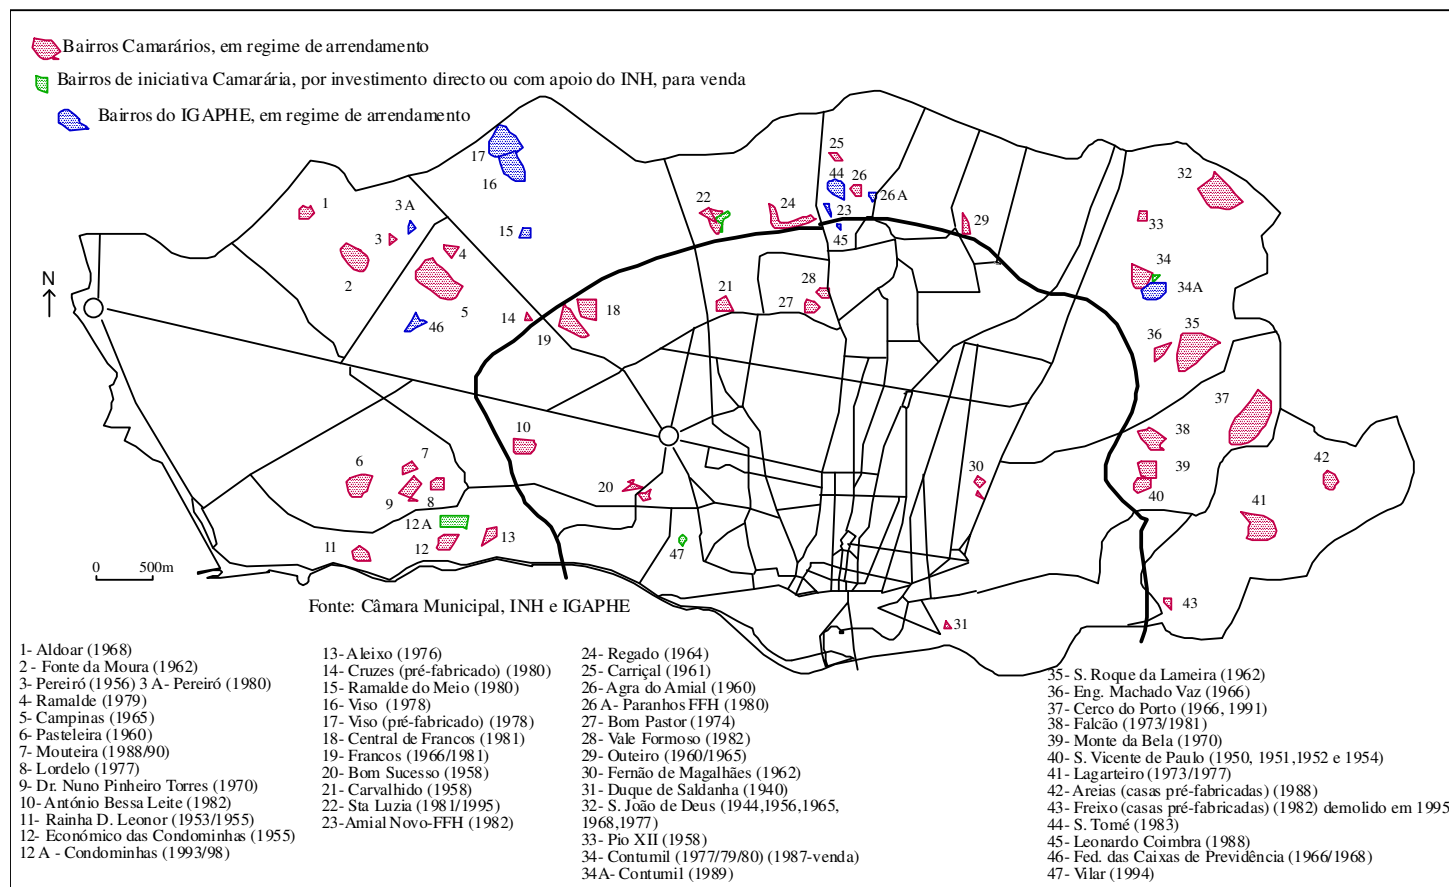 Bairros Camarários, em regime de arrendamento
Bairros de iniciativa Camarária, por investimento directo ou com apoio do INH, para venda
Bairros do IGAPHE, em regime de arrendamento
17
16
25
44
26
26 A
32
1
3 A
22
24
23
29
33
3
15
45
4
N
2
34
5
28
34A
21
27
46
14
18
19
35
36
37
10
38
7
6
42
39
30
9
8
20
40
12 A
41
13
12
11
47
0
500m
43
31
Fonte: Câmara Municipal, INH e IGAPHE
1- Aldoar (1968)
2 - Fonte da Moura (1962)
3- Pereiró (1956) 3 A- Pereiró (1980)
4- Ramalde (1979)
5- Campinas (1965)
6- Pasteleira (1960)
7- Mouteira (1988/90)
8- Lordelo (1977)
9- Dr. Nuno Pinheiro Torres (1970)
10- António Bessa Leite (1982)
11- Rainha D. Leonor (1953/1955)
12- Económico das Condominhas (1955)
12 A - Condominhas (1993/98)
13- Aleixo (1976)
14- Cruzes (pré-fabricado) (1980)
15- Ramalde do Meio (1980)
16- Viso (1978)
17- Viso (pré-fabricado) (1978)
18- Central de Francos (1981)
19- Francos (1966/1981)
20- Bom Sucesso (1958)
21- Carvalhido (1958)
22- Sta Luzia (1981/1995)
23-Amial Novo-FFH (1982)
24- Regado (1964)
25- Carriçal (1961)
26- Agra do Amial (1960)
26 A- Paranhos FFH (1980)
27- Bom Pastor (1974)
28- Vale Formoso (1982)
29- Outeiro (1960/1965)
30- Fernão de Magalhães (1962)
31- Duque de Saldanha (1940)
32- S. João de Deus (1944,1956,1965,
1968,1977)
33- Pio XII (1958)
34- Contumil (1977/79/80) (1987-venda)
34A- Contumil (1989)
35- S. Roque da Lameira (1962)
36- Eng. Machado Vaz (1966)
37- Cerco do Porto (1966, 1991)
38- Falcão (1973/1981)
39- Monte da Bela (1970)
40- S. Vicente de Paulo (1950, 1951,1952 e 1954)
41- Lagarteiro (1973/1977)
42- Areias (casas pré-fabricadas) (1988)
43- Freixo (casas pré-fabricadas) (1982) demolido em 1995
44- S. Tomé (1983)
45- Leonardo Coimbra (1988)
46- Fed. das Caixas de Previdência (1966/1968)
47- Vilar (1994)